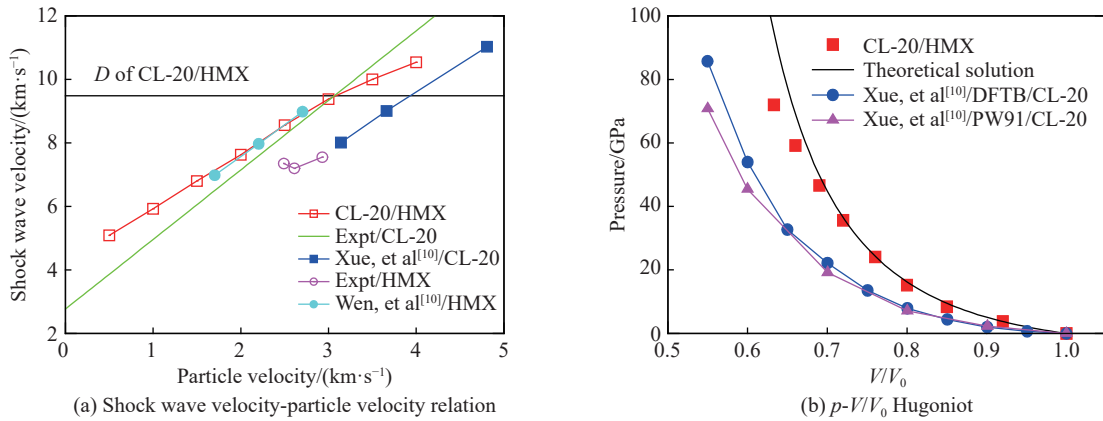 12
10
8
6
4
2
0
1
2
3
4
5
Shock wave velocity/(km·s⁻¹)
D of CL-20/HMX
CL-20/HMX
Expt/CL-20
Xue, et al[10]/CL-20
Expt/HMX
Wen, et al[10]/HMX
Particle velocity/(km·s⁻¹)
(a) Shock wave velocity-particle velocity relation
100
80
60
40
20
0
0.5
0.6
0.7
0.8
0.9
1.0
Pressure/GPa
CL-20/HMX
Theoretical solution
Xue, et al[10]/DFTB/CL-20
Xue, et al[10]/PW91/CL-20
V/V₀
(b) p-V/V₀ Hugoniot